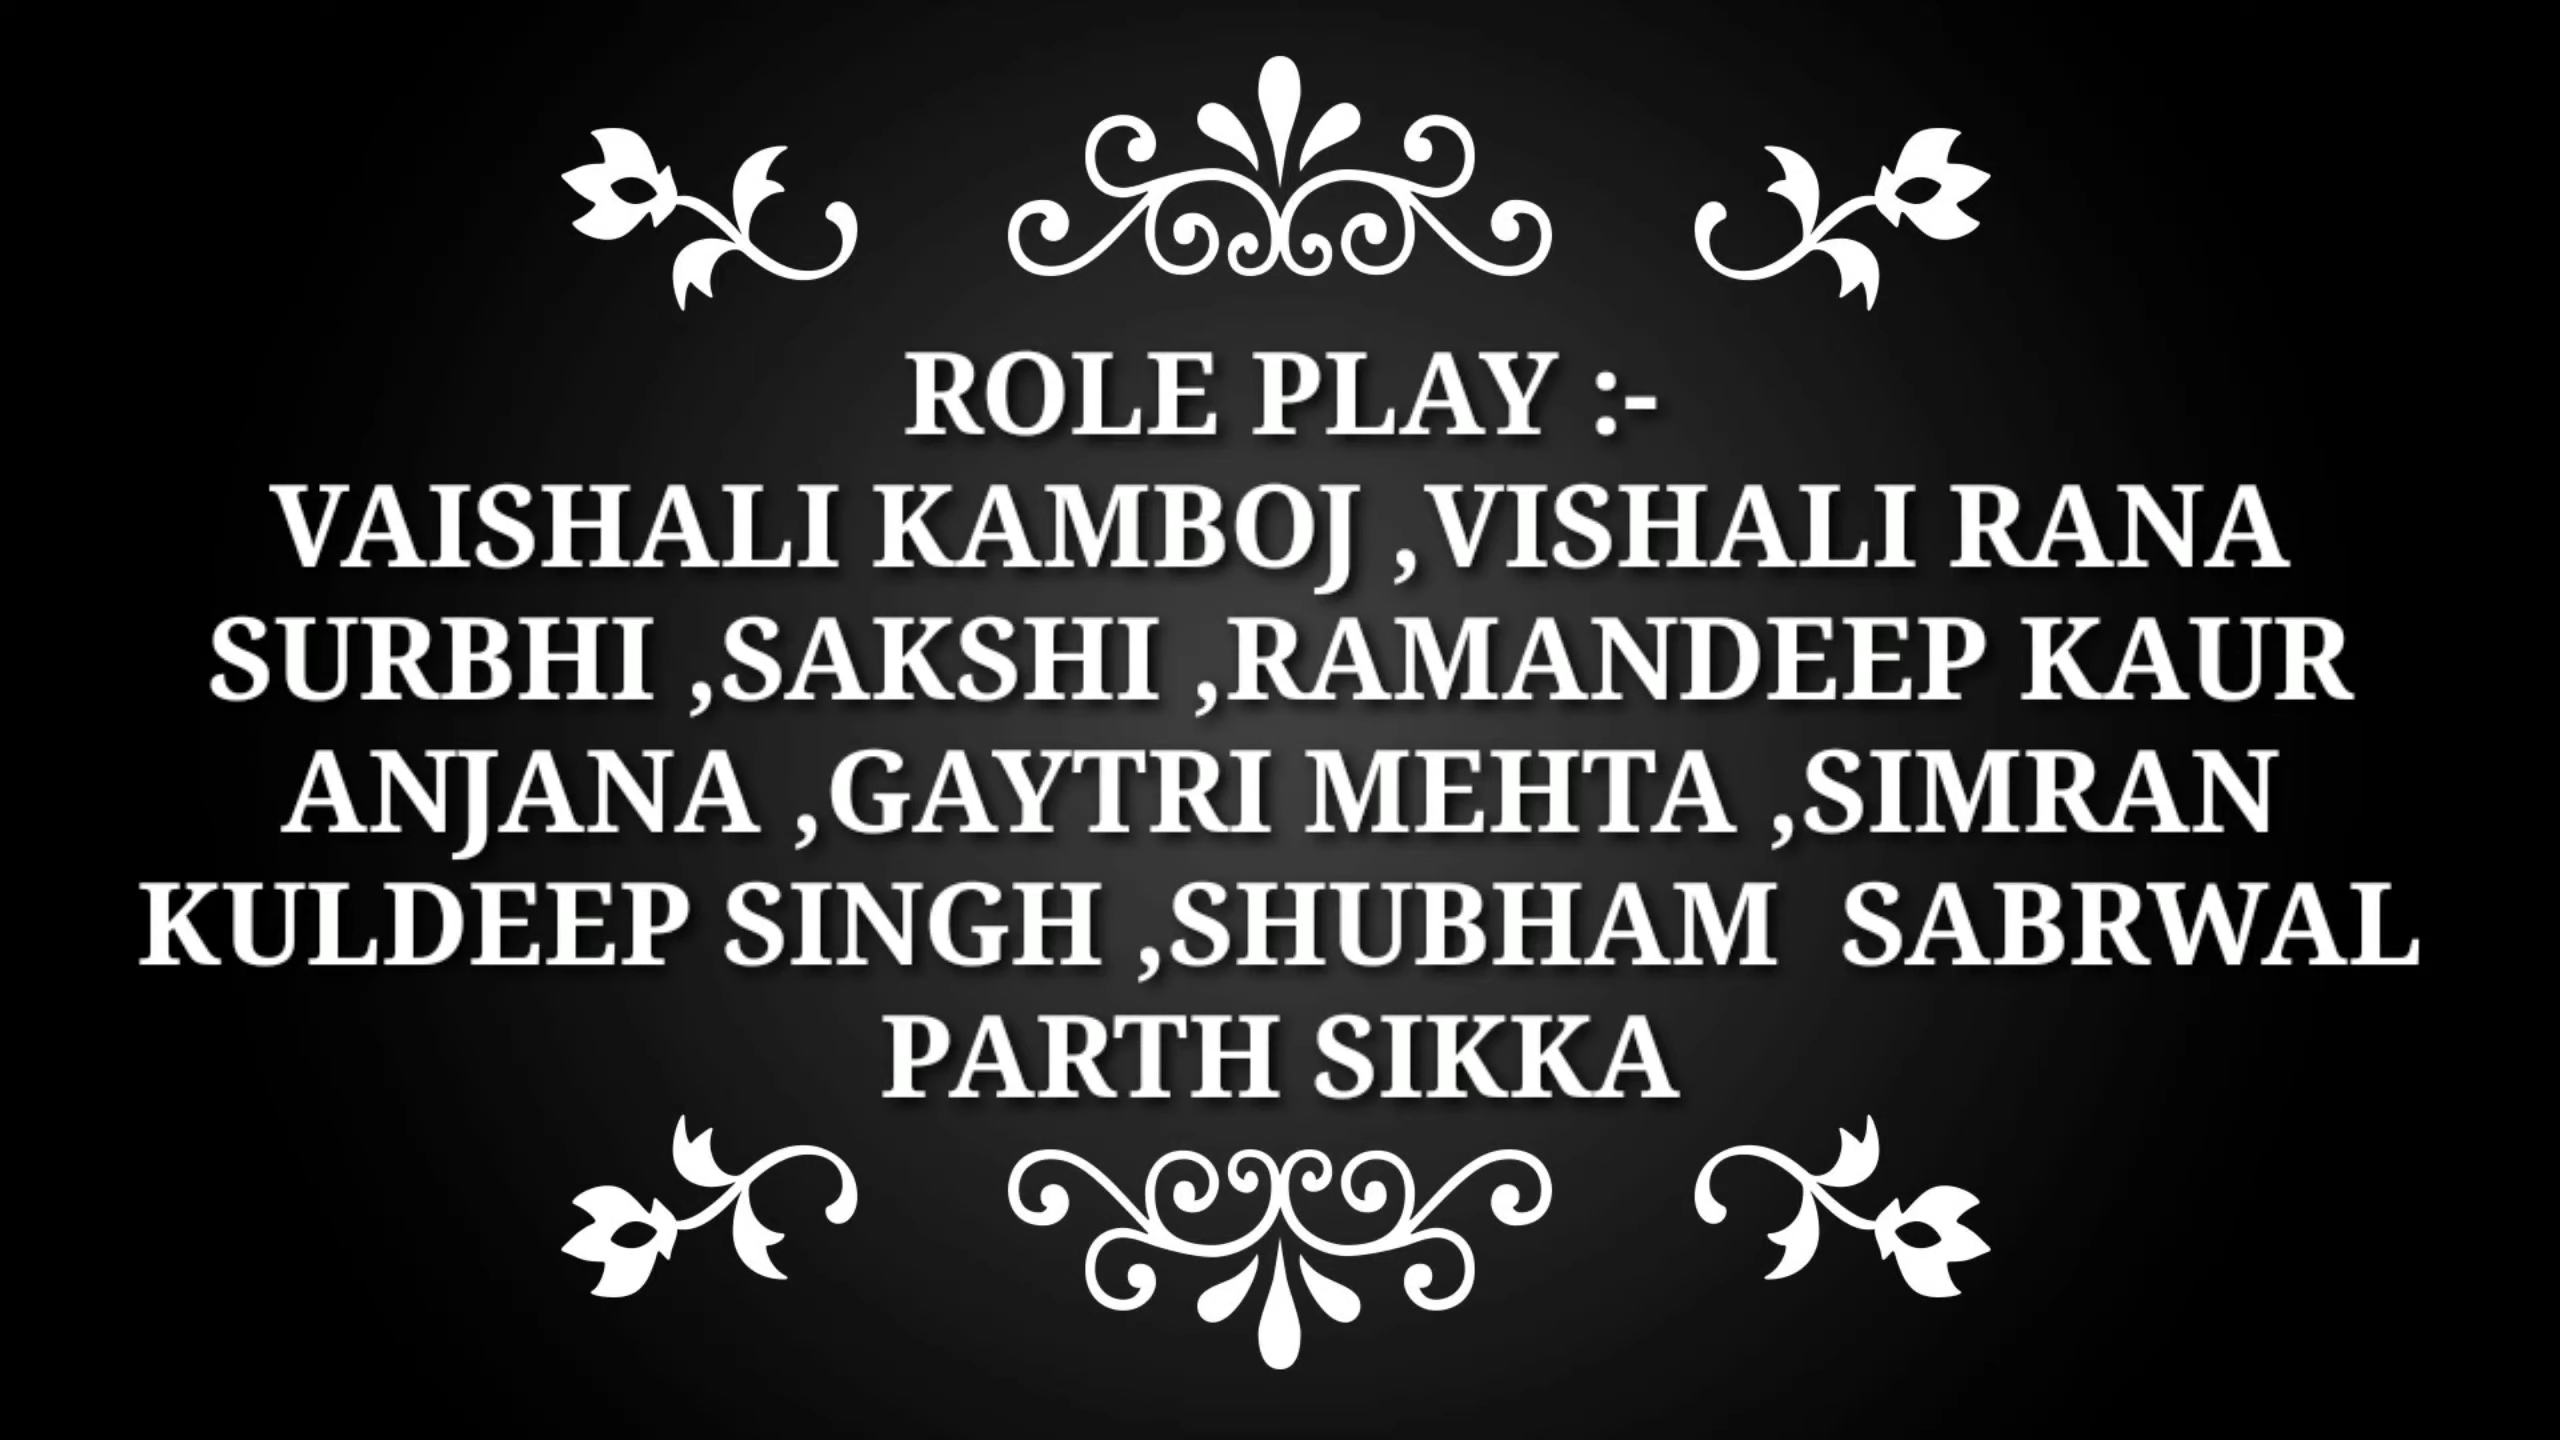 ROLE PLAY :-
VAISHALI KAMBOJ ,VISHALI RANA
SURBHI ,SAKSHI ,RAMANDEEP KAUR
ANJANA ,GAYTRI MEHTA ,SIMRAN
KULDEEP SINGH ,SHUBHAM  SABRWAL
PARTH SIKKA